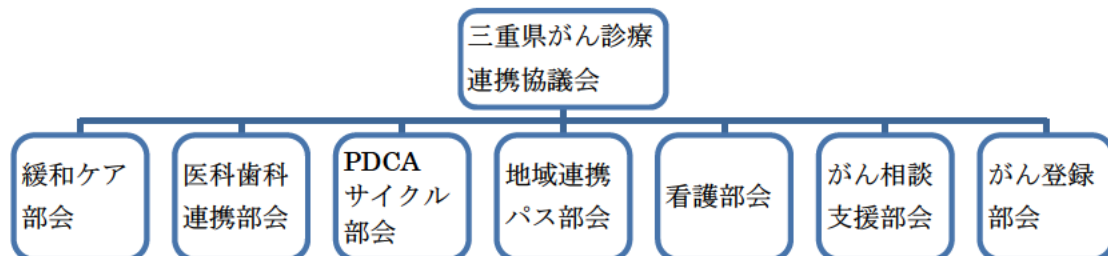 三重県がん診療
連携協議会
緩和ケア
部会
医科歯科
連携部会
PDCA
サイクル
部会
地域連携
パス部会
看護部会
がん相談
支援部会
がん登録
部会